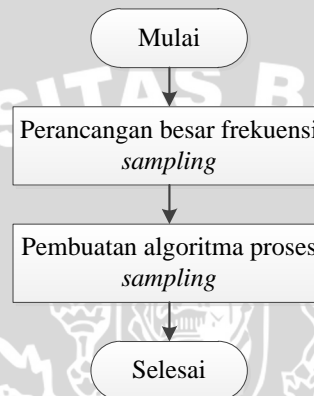 Mulai
Perancangan besar frekuensi
sampling
Pembuatan algoritma proses
sampling
Selesai